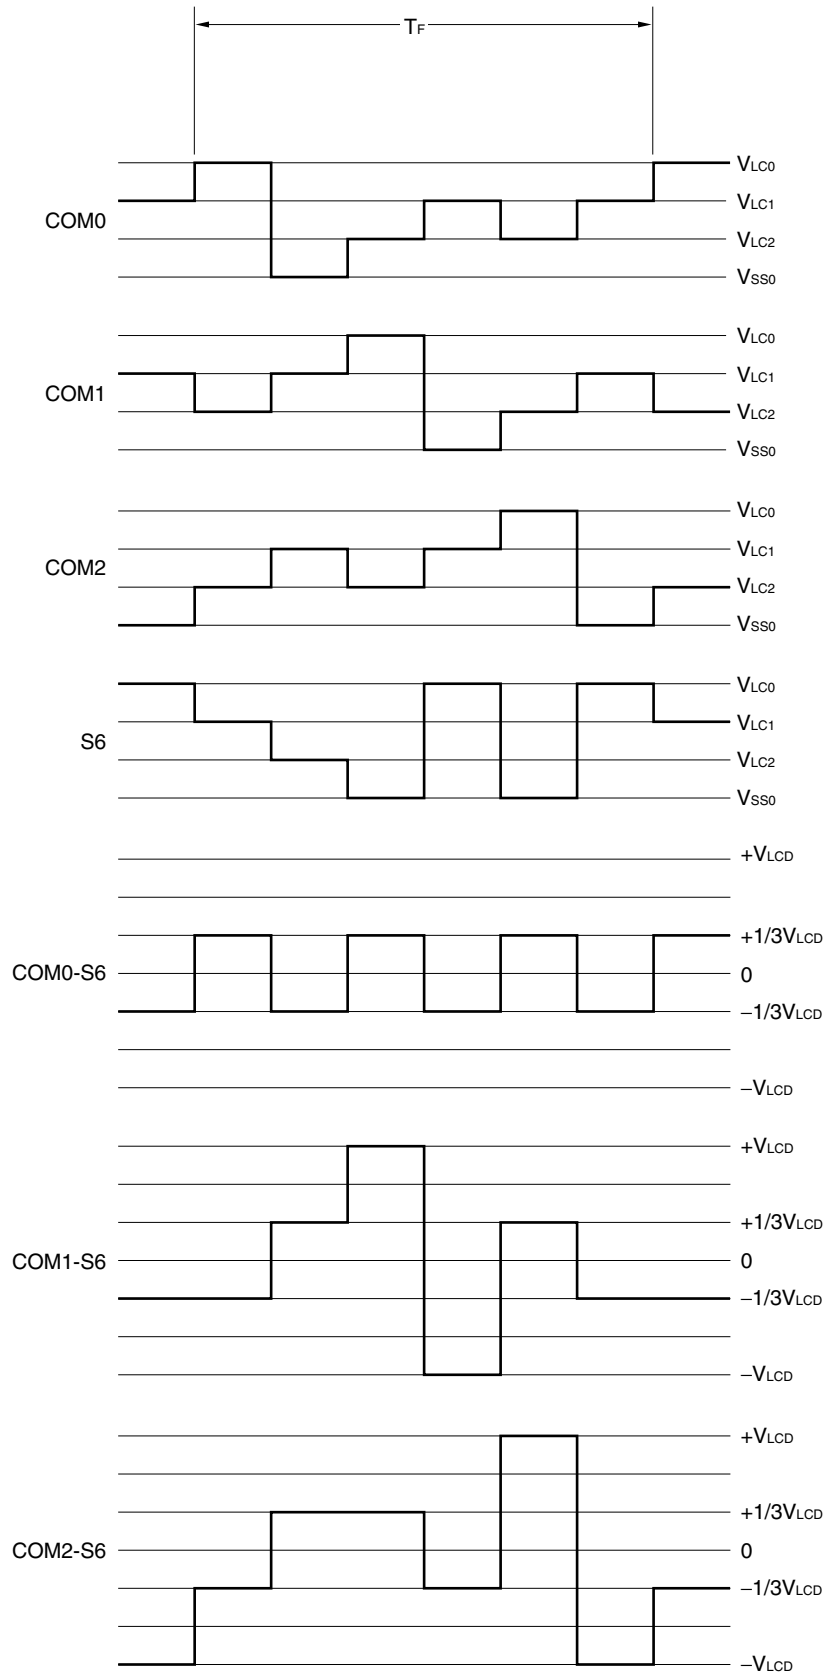 TF
VLC0
VLC1
COM0
VLC2
VSS0
VLC0
VLC1
COM1
VLC2
VSS0
VLC0
VLC1
COM2
VLC2
VSS0
VLC0
VLC1
S6
VLC2
VSS0
+VLCD
+1/3VLCD
COM0-S6
0
–1/3VLCD
–VLCD
+VLCD
+1/3VLCD
COM1-S6
0
–1/3VLCD
–VLCD
+VLCD
+1/3VLCD
COM2-S6
0
–1/3VLCD
–VLCD